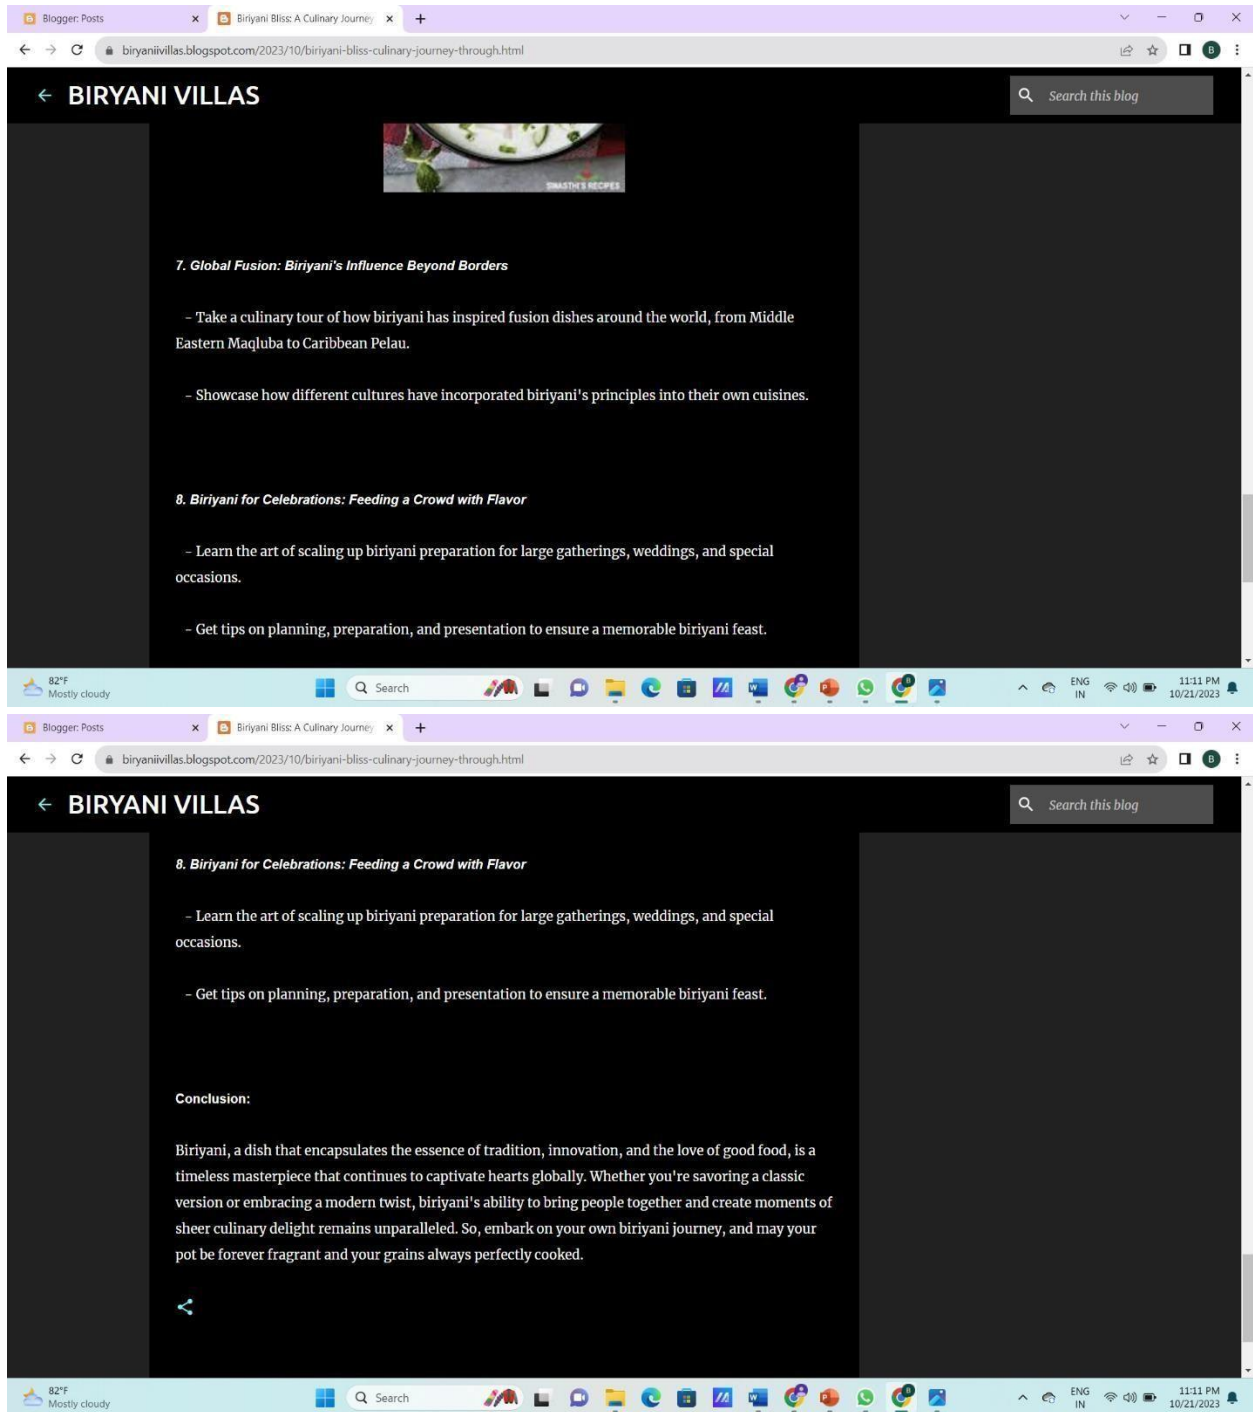 Blogger: Posts
Biriyani Bliss: A Culinary Journey
biryaniivillas.blogspot.com/2023/10/biriyani-bliss-culinary-journey-through.html
B
BIRYANI VILLAS
Search this blog
SWASTHI'S RECIPES
7. Global Fusion: Biriyani's Influence Beyond Borders
- Take a culinary tour of how biriyani has inspired fusion dishes around the world, from Middle
Eastern Maqluba to Caribbean Pelau.
- Showcase how different cultures have incorporated biriyani's principles into their own cuisines.
8. Biriyani for Celebrations: Feeding a Crowd with Flavor
- Learn the art of scaling up biriyani preparation for large gatherings, weddings, and special
occasions.
- Get tips on planning, preparation, and presentation to ensure a memorable biriyani feast.
82°F
Mostly cloudy
Search
ENG
IN
11:11 PM
10/21/2023
Blogger: Posts
Biriyani Bliss: A Culinary Journey
biryaniivillas.blogspot.com/2023/10/biriyani-bliss-culinary-journey-through.html
B
BIRYANI VILLAS
Search this blog
8. Biriyani for Celebrations: Feeding a Crowd with Flavor
- Learn the art of scaling up biriyani preparation for large gatherings, weddings, and special
occasions.
- Get tips on planning, preparation, and presentation to ensure a memorable biriyani feast.
Conclusion:
Biriyani, a dish that encapsulates the essence of tradition, innovation, and the love of good food, is a
timeless masterpiece that continues to captivate hearts globally. Whether you're savoring a classic
version or embracing a modern twist, biriyani's ability to bring people together and create moments of
sheer culinary delight remains unparalleled. So, embark on your own biriyani journey, and may your
pot be forever fragrant and your grains always perfectly cooked.
82°F
Mostly cloudy
Search
ENG
IN
11:11 PM
10/21/2023